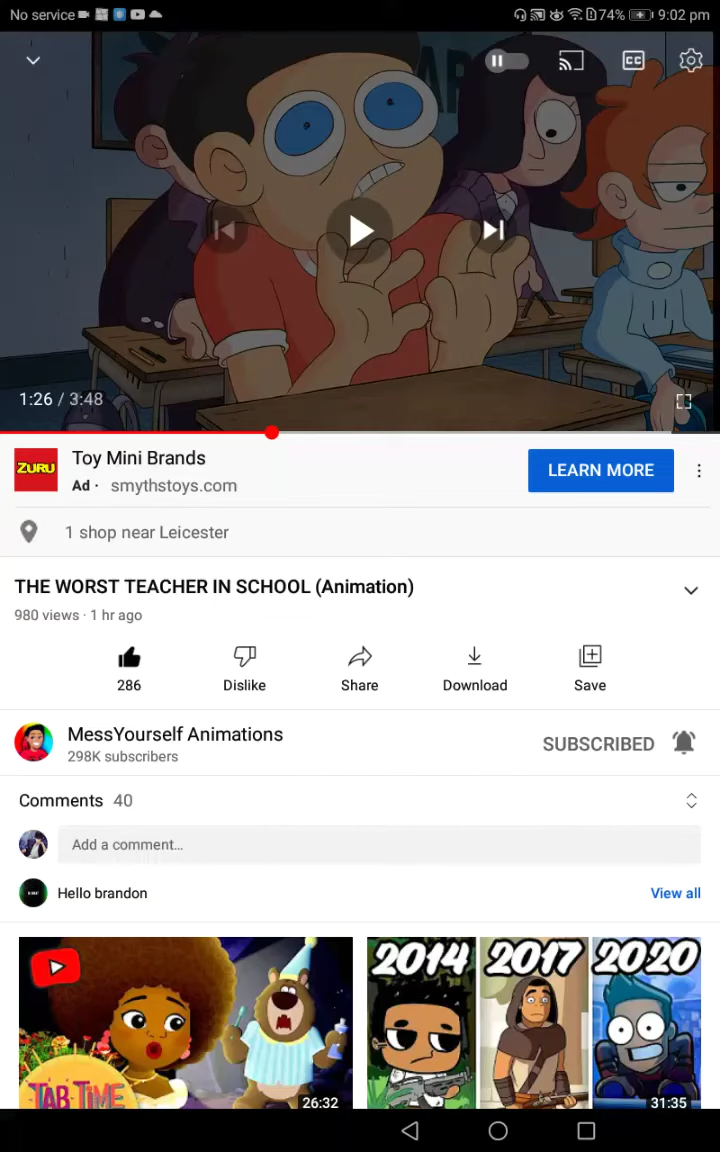 No service 74% 9:02 pm
CC
1:26 / 3:48
ZURU
Toy Mini Brands
Ad · smythstoys.com
LEARN MORE
1 shop near Leicester
THE WORST TEACHER IN SCHOOL (Animation)
980 views · 1 hr ago
286
Dislike
Share
Download
Save
MessYourself Animations
298K subscribers
SUBSCRIBED
Comments 40
Add a comment...
Hello brandon
View all
TAB TIME
26:32
2014 2017 2020
31:35